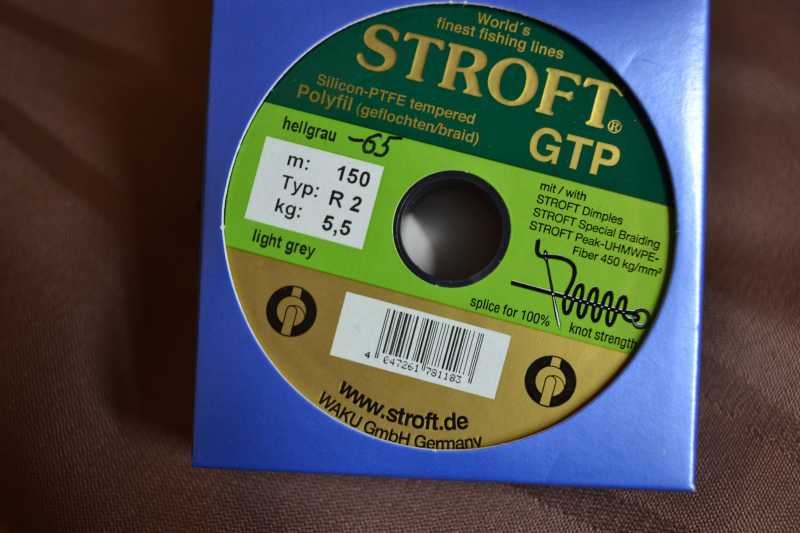 World's
finest fishing lines
STROFT®
GTP
Silicon-PTFE tempered
Polyfil (geflochten/braid)
hellgrau -65
m: 150
Typ: R 2
kg: 5,5
light grey
mit / with
STROFT Dimples
STROFT Special Braiding
STROFT Peak-UHMWPE-
Fiber 450 kg/mm²
splice for 100% knot strength
4 047261 781183
www.stroft.de
WAKU GmbH Germany